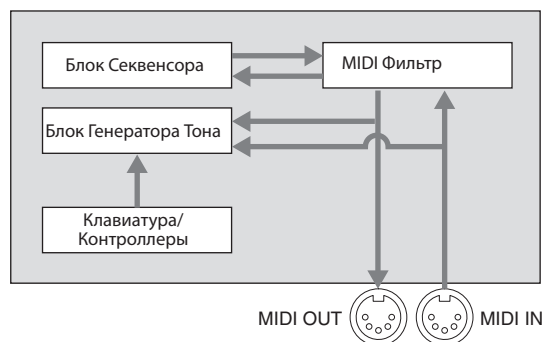 Блок Секвенсора
MIDI Фильтр
Блок Генератора Тона
Клавиатура/
Контроллеры
MIDI OUT
MIDI IN